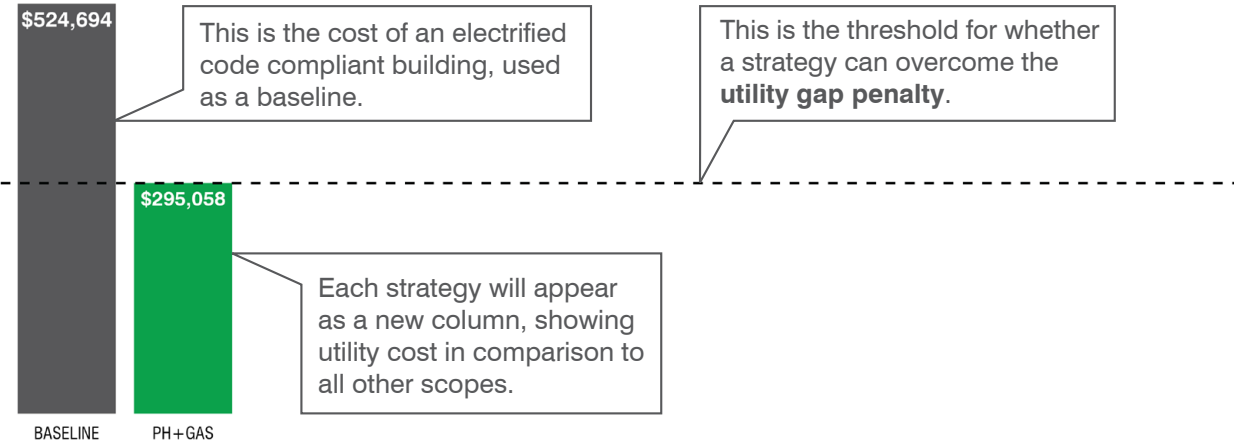 $524,694
This is the cost of an electrified
code compliant building, used
as a baseline.
This is the threshold for whether
a strategy can overcome the
utility gap penalty.
$295,058
Each strategy will appear
as a new column, showing
utility cost in comparison to
all other scopes.
BASELINE
PH+GAS